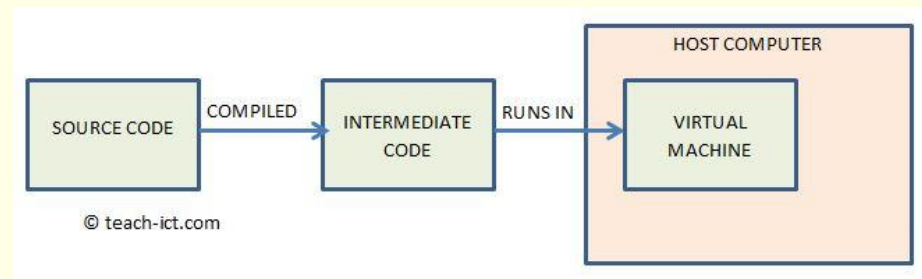 HOST COMPUTER
SOURCE CODE
COMPILED
INTERMEDIATE
CODE
RUNS IN
VIRTUAL
MACHINE
© teach-ict.com